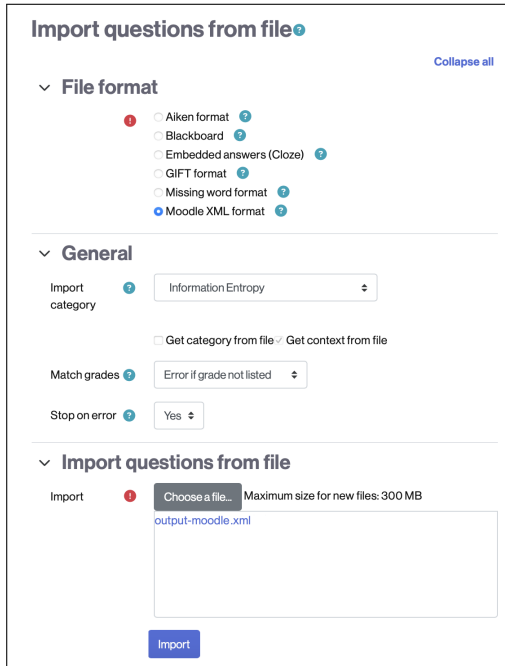 Import questions from file
Collapse all
File format
Aiken format
Blackboard
Embedded answers (Cloze)
GIFT format
Missing word format
Moodle XML format
General
Import category
Information Entropy
Get category from file Get context from file
Match grades Error if grade not listed
Stop on error Yes
Import questions from file
Import Choose a file... Maximum size for new files: 300 MB
output-moodle.xml
Import